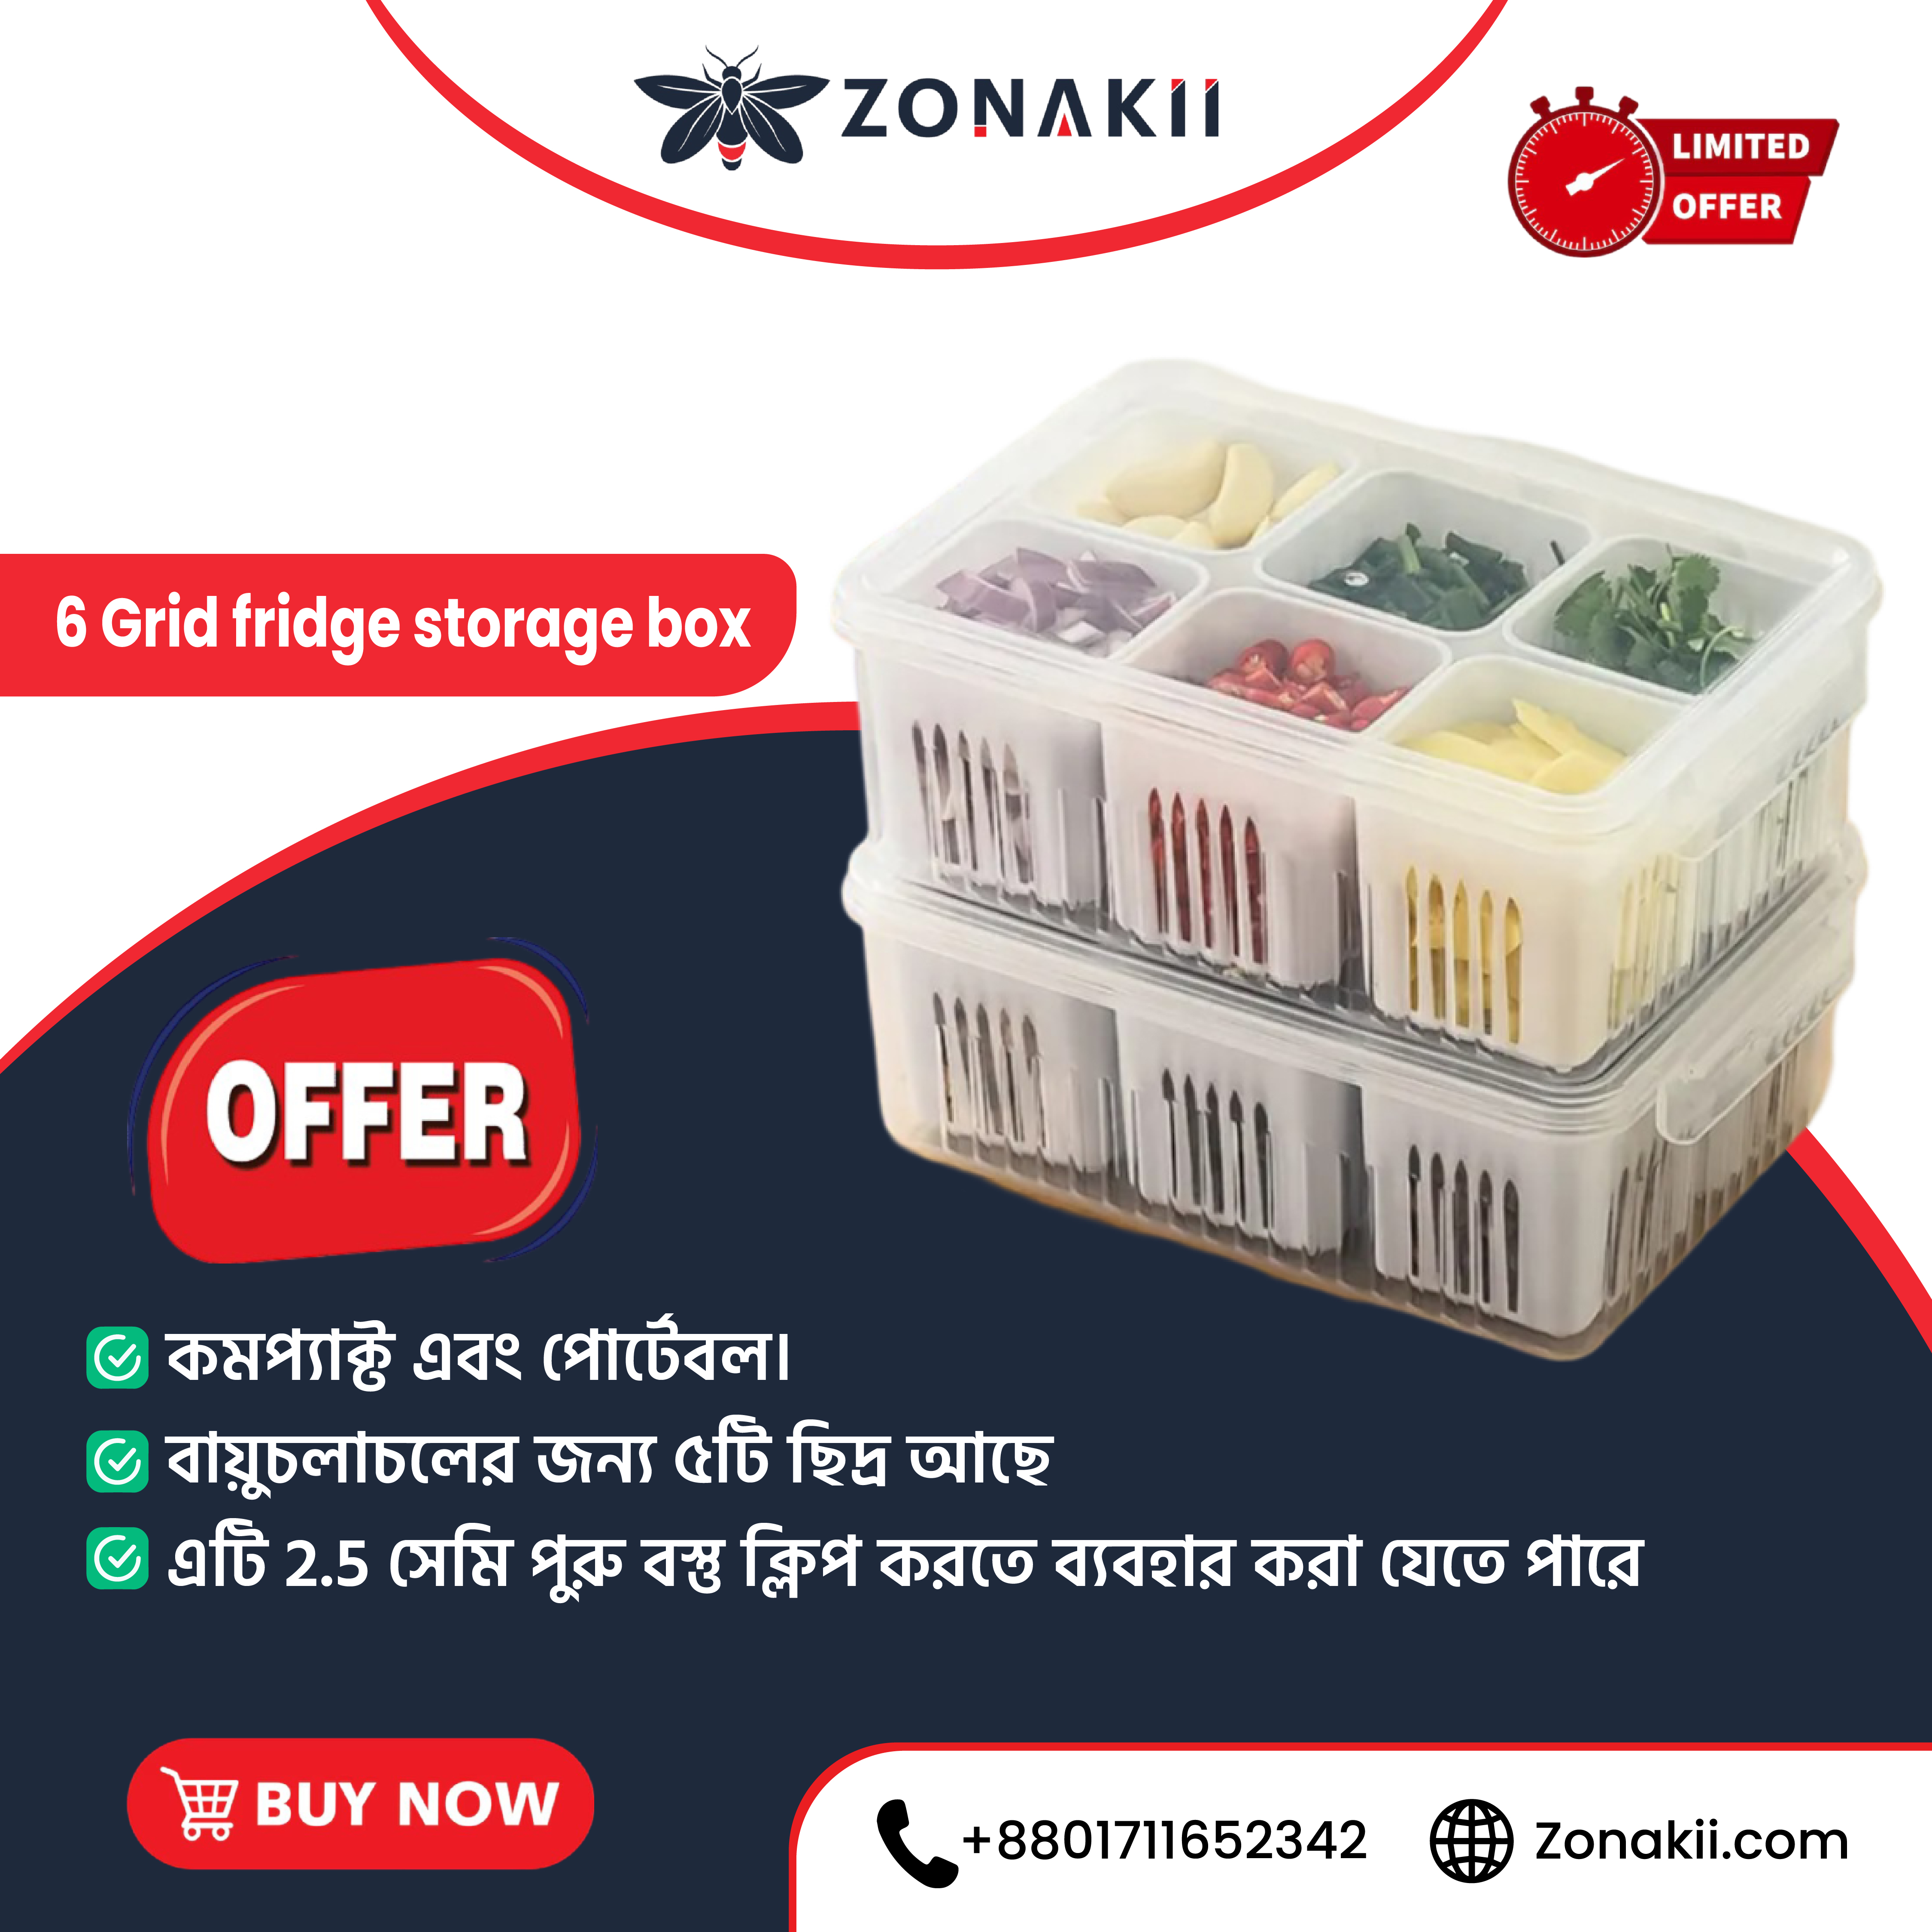 ZONAKII
LIMITED
OFFER
6 Grid fridge storage box
OFFER
কমপ্যাক্ট এবং পোর্টেবল।
বায়ুচলাচলের জন্য ৫টি ছিদ্র আছে
এটি 2.5 সেমি পুরু বস্তু ক্লিপ করতে ব্যবহার করা যেতে পারে
BUY NOW
+8801711652342
Zonakii.com